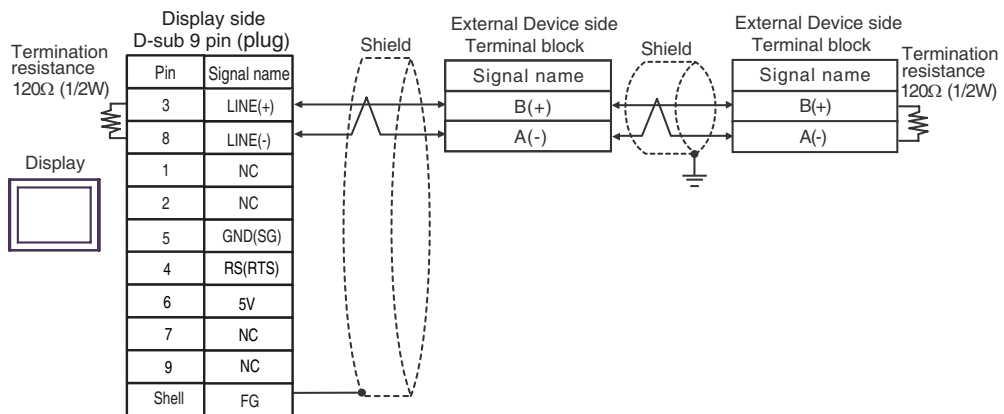 Display side
D-sub 9 pin (plug)
Termination
resistance
120Ω (1/2W)
Pin Signal name
3 LINE(+)
8 LINE(-)
1 NC
2 NC
5 GND(SG)
4 RS(RTS)
6 5V
7 NC
9 NC
Shell FG
Display
Shield
External Device side
Terminal block
Signal name
B(+)
A(-)
Shield
External Device side
Terminal block
Signal name
B(+)
A(-)
Termination
resistance
120Ω (1/2W)